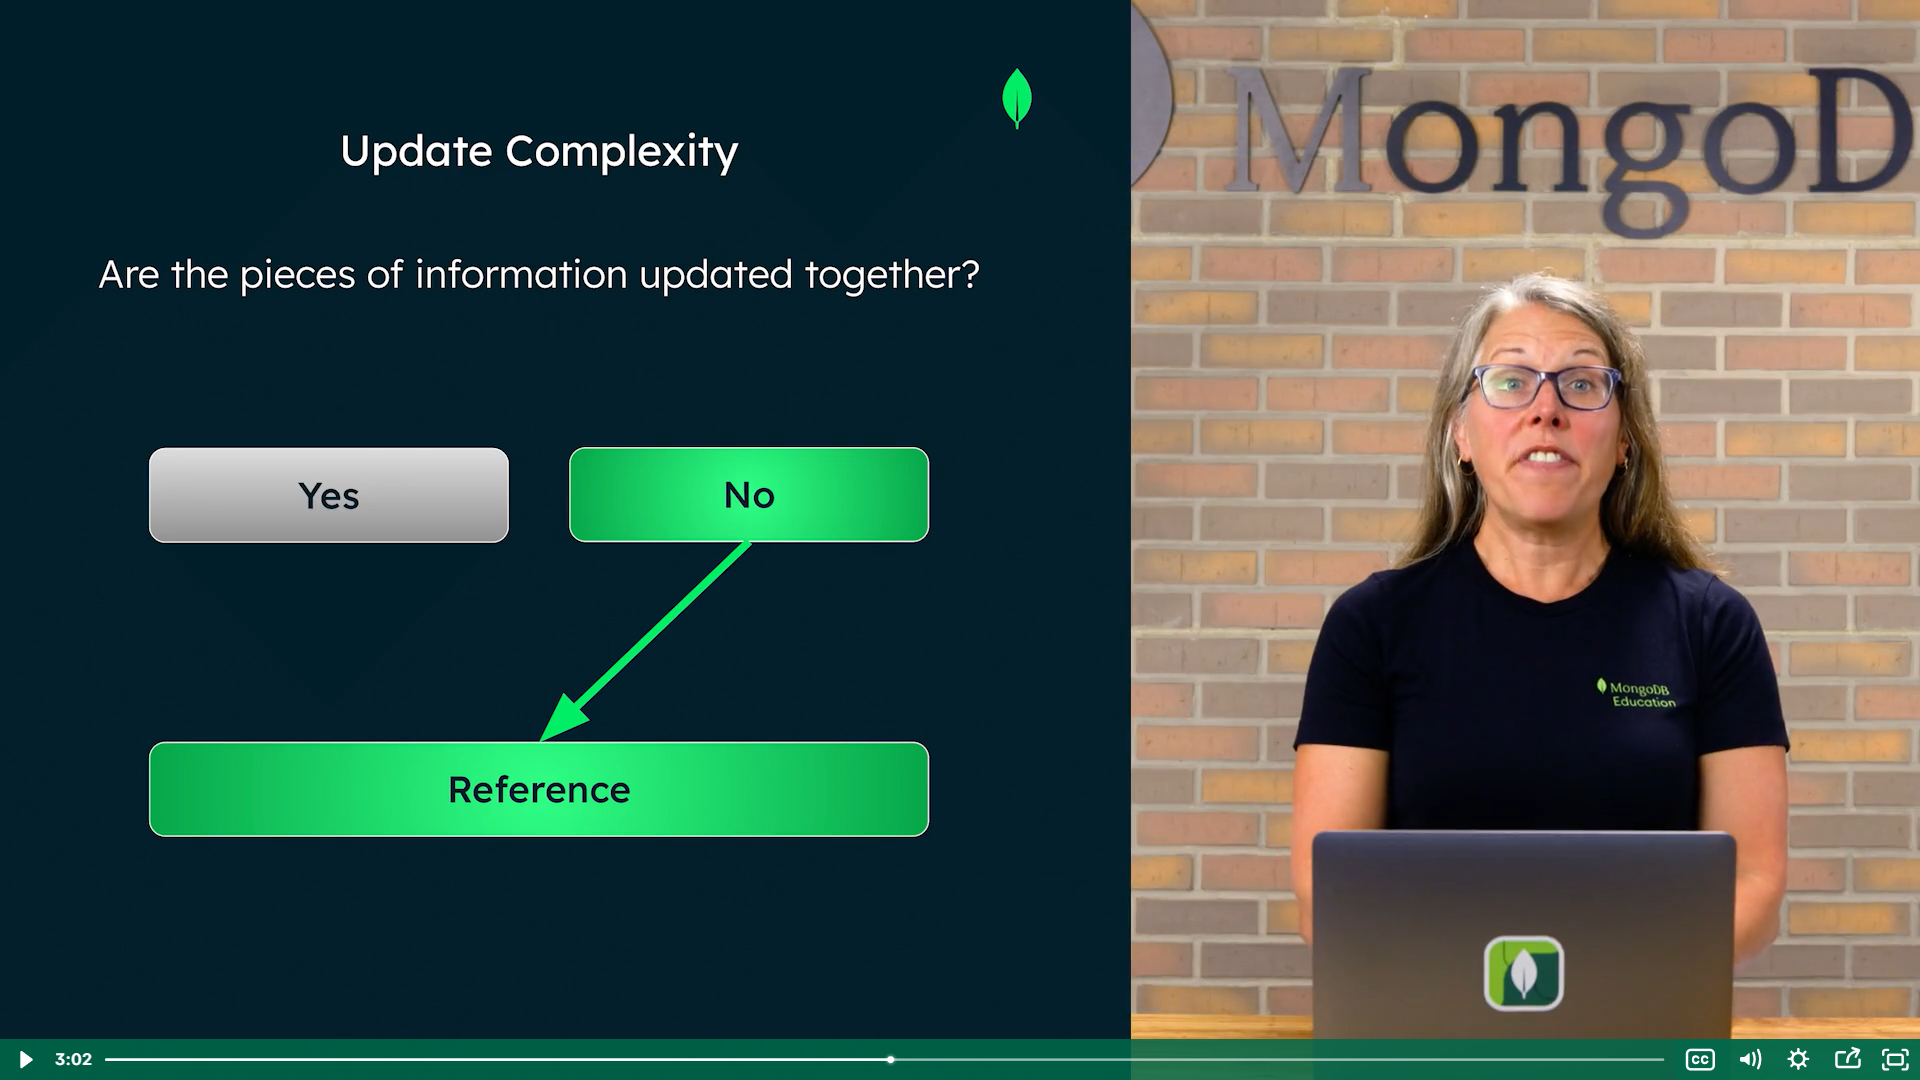 Update Complexity
Are the pieces of information updated together?
Yes
No
Reference
MongoD
MongoDB
Education
3:02
CC